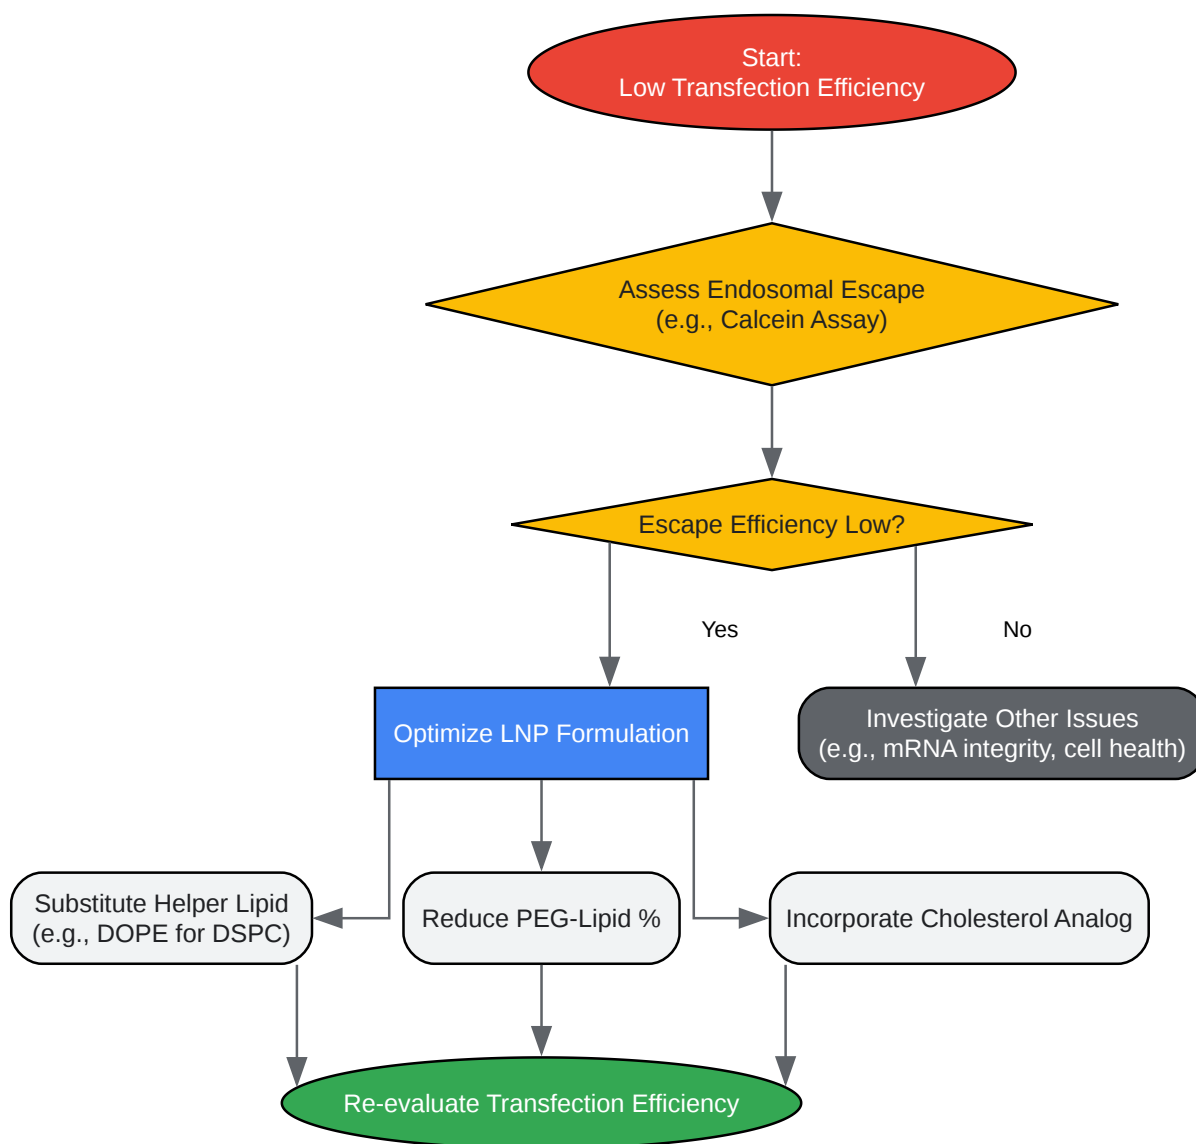 Start:
Low Transfection Efficiency
Assess Endosomal Escape
(e.g., Calcein Assay)
Escape Efficiency Low?
Yes
No
Optimize LNP Formulation
Investigate Other Issues
(e.g., mRNA integrity, cell health)
Substitute Helper Lipid
(e.g., DOPE for DSPC)
Reduce PEG-Lipid %
Incorporate Cholesterol Analog
Re-evaluate Transfection Efficiency